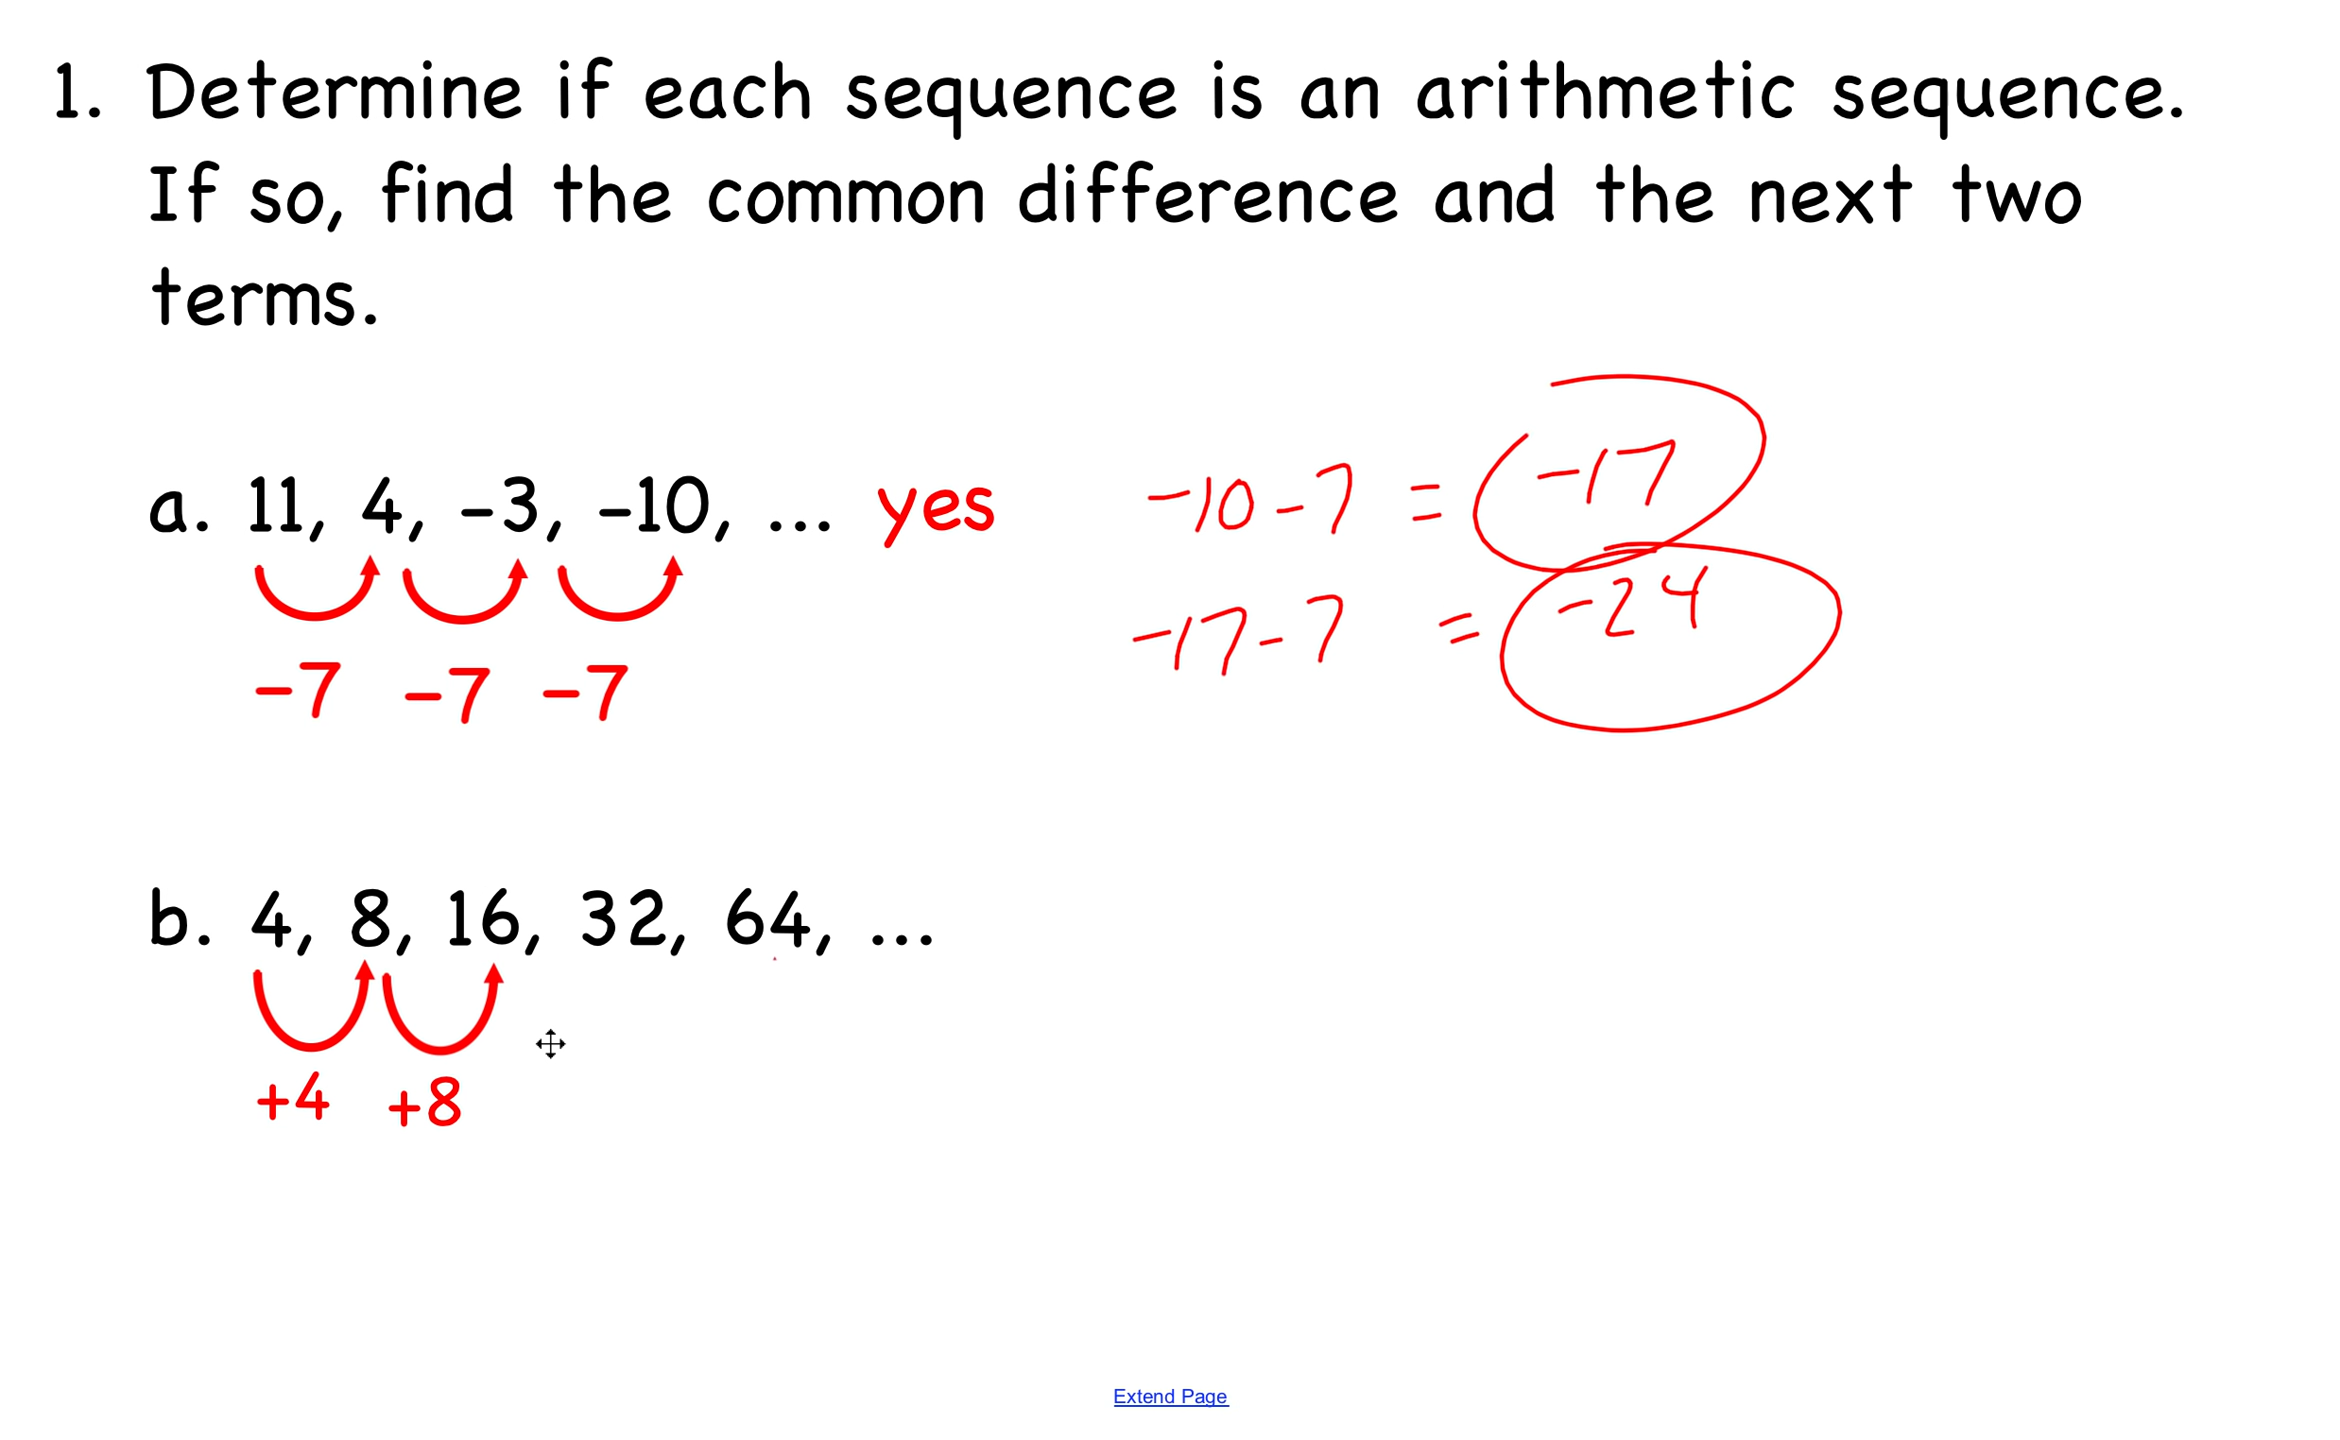 1. Determine if each sequence is an arithmetic sequence.
If so, find the common difference and the next two
terms.
a. 11, 4, -3, -10, ... yes
-7 -7 -7
-10-7 = -17
-17-7 = -24
b. 4, 8, 16, 32, 64, ...
+4 +8
Extend Page